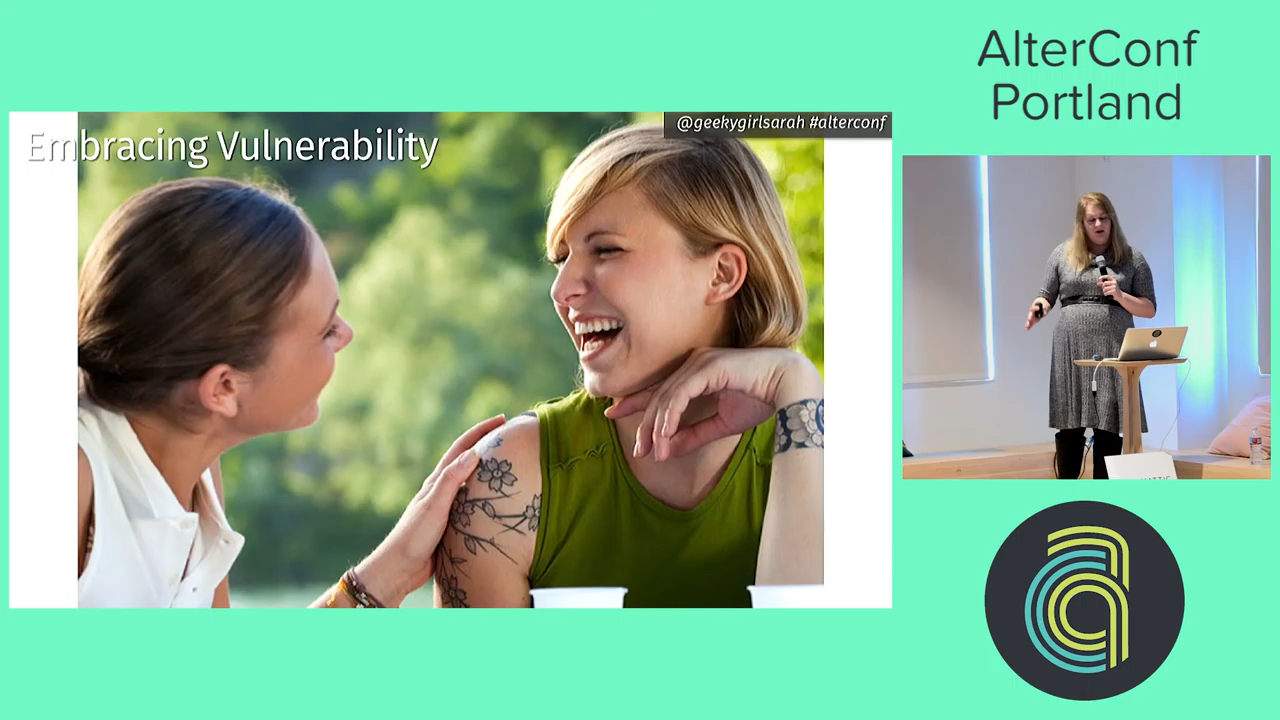 AlterConf
Portland
Embracing Vulnerability
@geekygirlsarah #alterconf